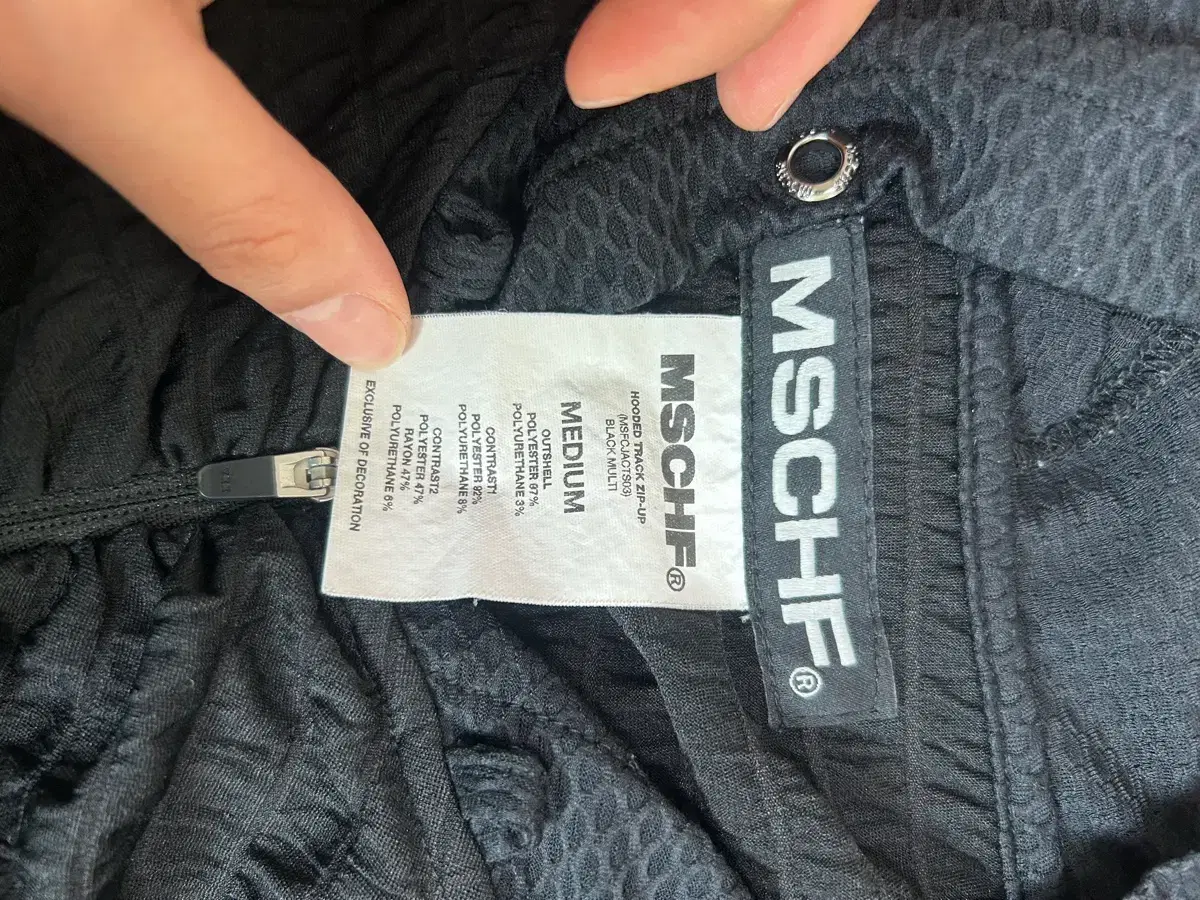 MSCHF®
MSCHF®
HOODED TRACK ZIP-UP
(MSFCJACTS03)
BLACK MULTI
MEDIUM
OUTSHELL
POLYESTER 97%
POLYURETHANE 3%
CONTRAST1
POLYESTER 92%
POLYURETHANE 8%
CONTRAST2
POLYESTER 47%
RAYON 47%
POLYURETHANE 6%
EXCLUSIVE OF DECORATION